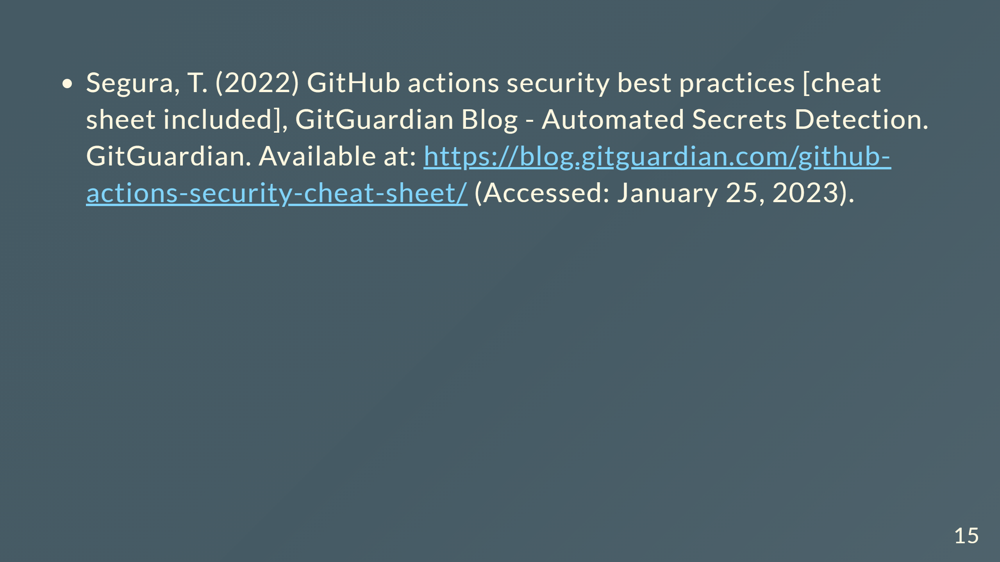 • Segura, T. (2022) GitHub actions security best practices [cheat
sheet included], GitGuardian Blog - Automated Secrets Detection.
GitGuardian. Available at: https://blog.gitguardian.com/github-
actions-security-cheat-sheet/ (Accessed: January 25, 2023).
15